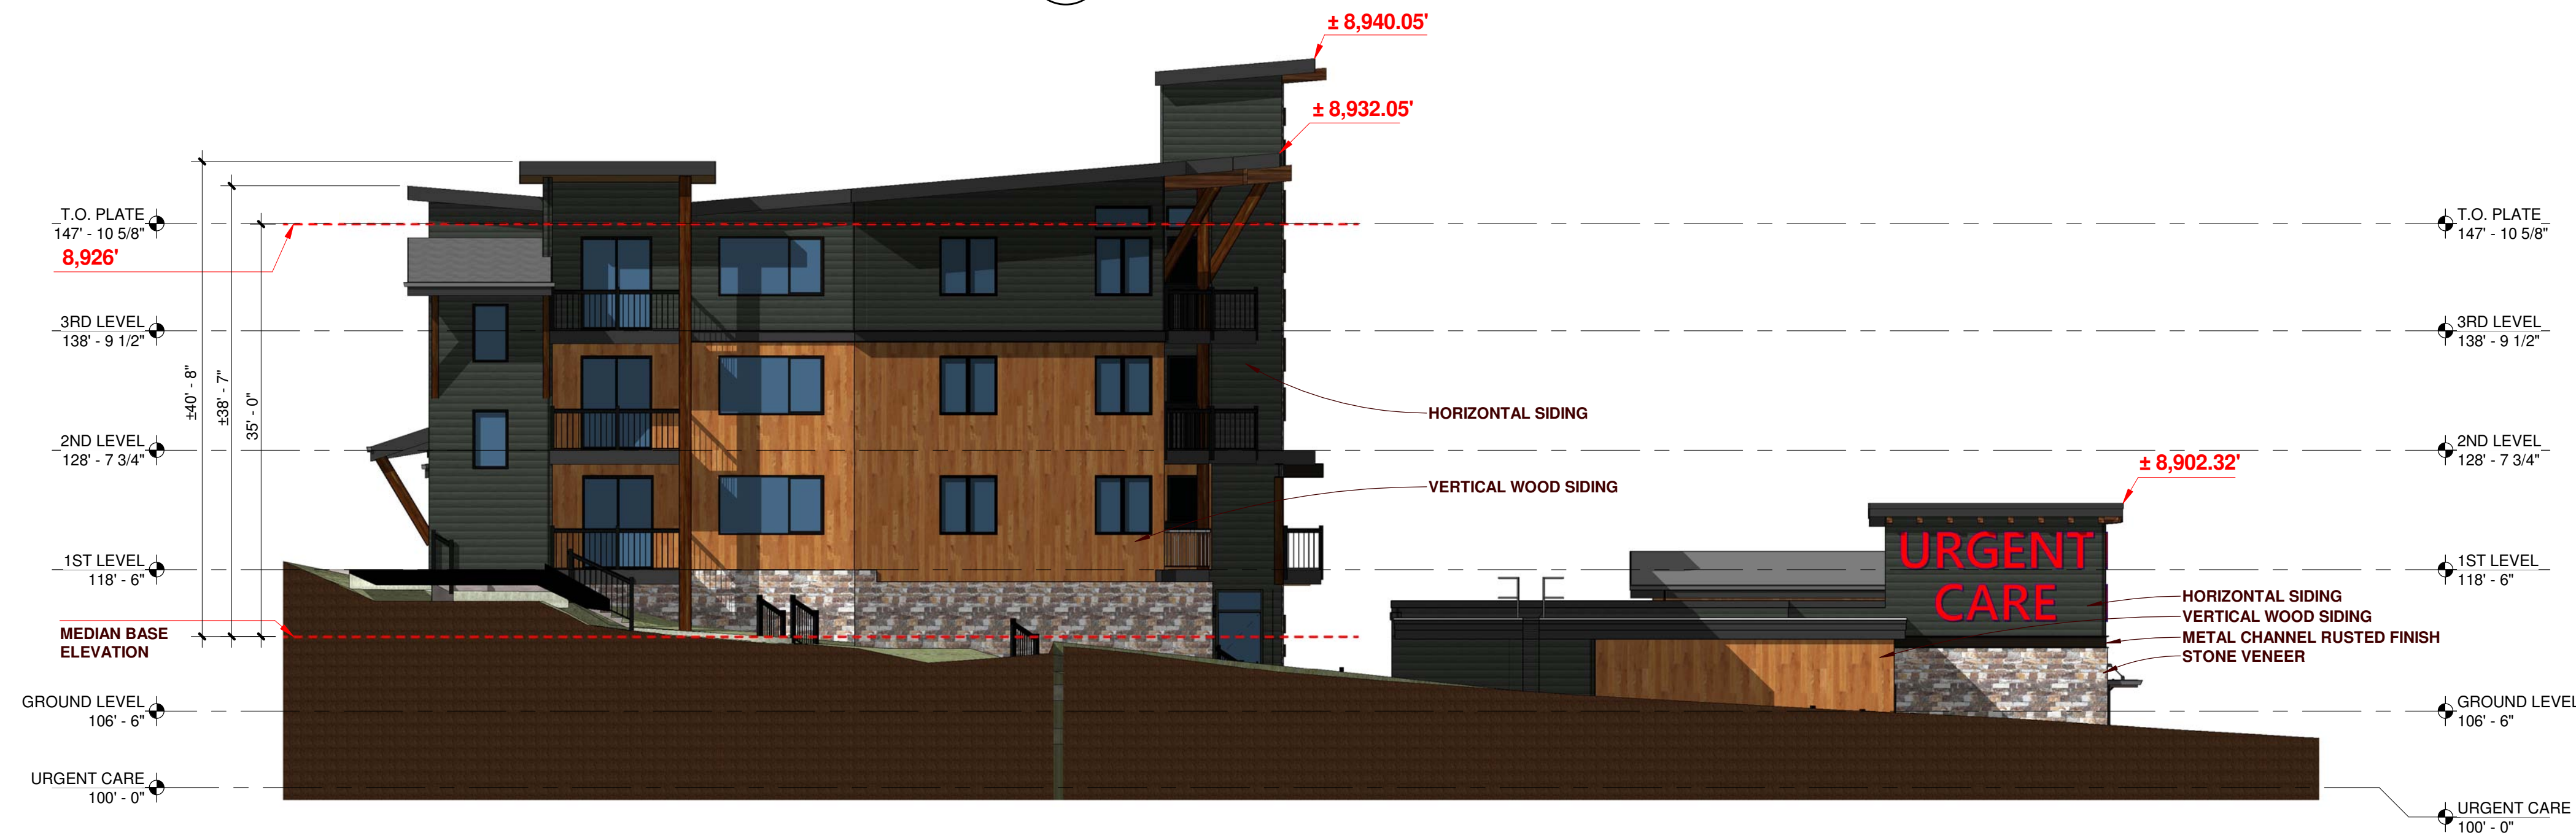 ± 8,940.05'
± 8,932.05'
T.O. PLATE
147' - 10 5/8"
8,926'
3RD LEVEL
138' - 9 1/2"
±40' - 8"
±38' - 7"
35' - 0"
2ND LEVEL
128' - 7 3/4"
1ST LEVEL
118' - 6"
MEDIAN BASE
ELEVATION
GROUND LEVEL
106' - 6"
URGENT CARE
100' - 0"
HORIZONTAL SIDING
VERTICAL WOOD SIDING
± 8,902.32'
URGENT
CARE
HORIZONTAL SIDING
VERTICAL WOOD SIDING
METAL CHANNEL RUSTED FINISH
STONE VENEER
T.O. PLATE
147' - 10 5/8"
3RD LEVEL
138' - 9 1/2"
2ND LEVEL
128' - 7 3/4"
1ST LEVEL
118' - 6"
GROUND LEVEL
106' - 6"
URGENT CARE
100' - 0"